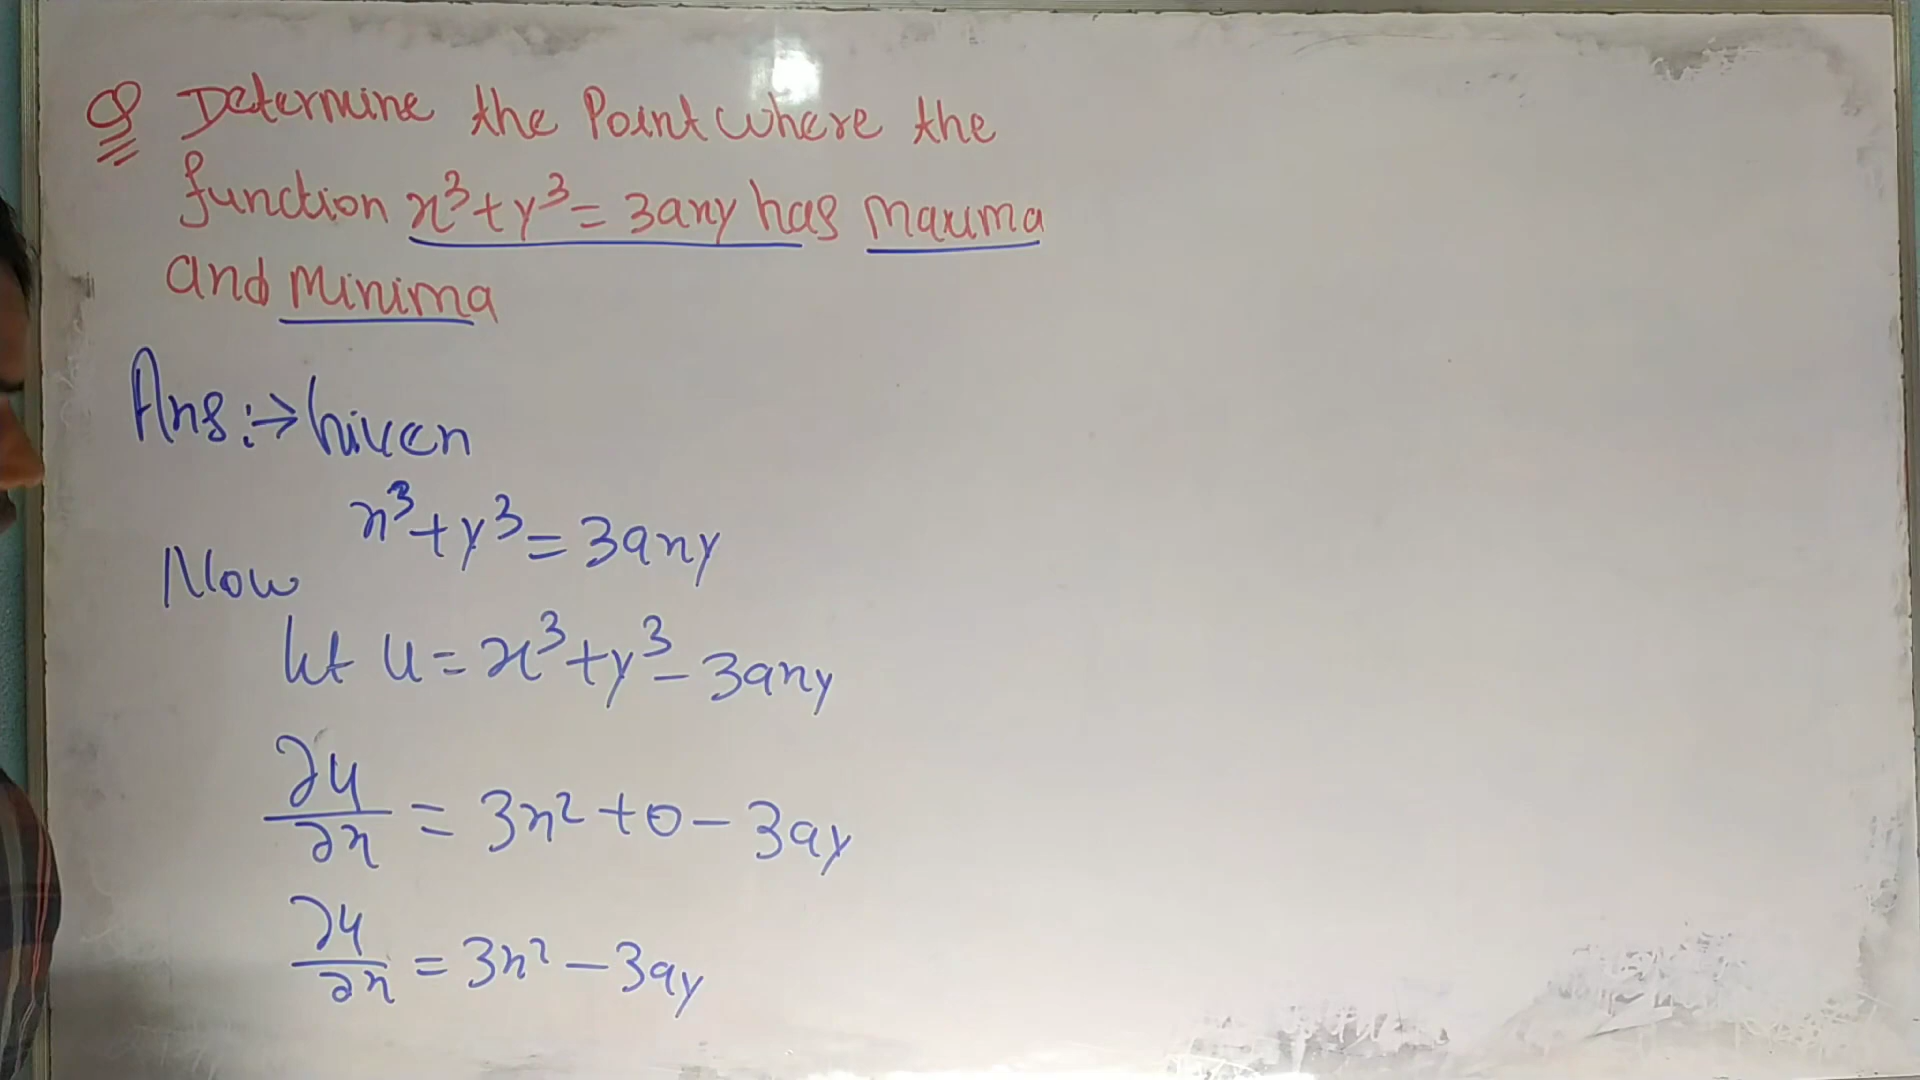 Q Determine the Point where the
function x³+y³=3axy has maxima
and minima
Ans:→Given
x³+y³=3axy
Now
let u=x³+y³-3axy
∂u/∂x = 3x²+0-3ay
∂u/∂x = 3x²-3ay